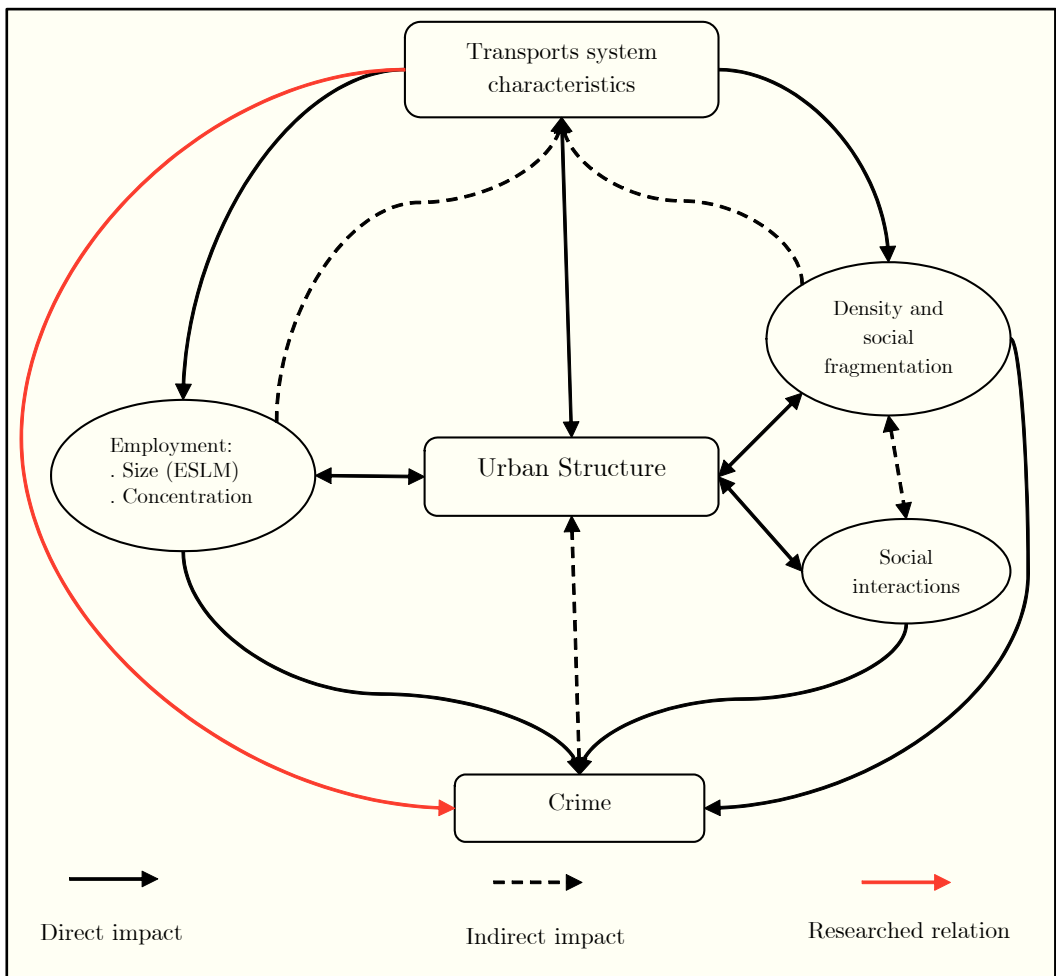 Transports system
characteristics
Density and
social
fragmentation
Employment:
. Size (ESLM)
. Concentration
Urban Structure
Social
interactions
Crime
Direct impact
Indirect impact
Researched relation